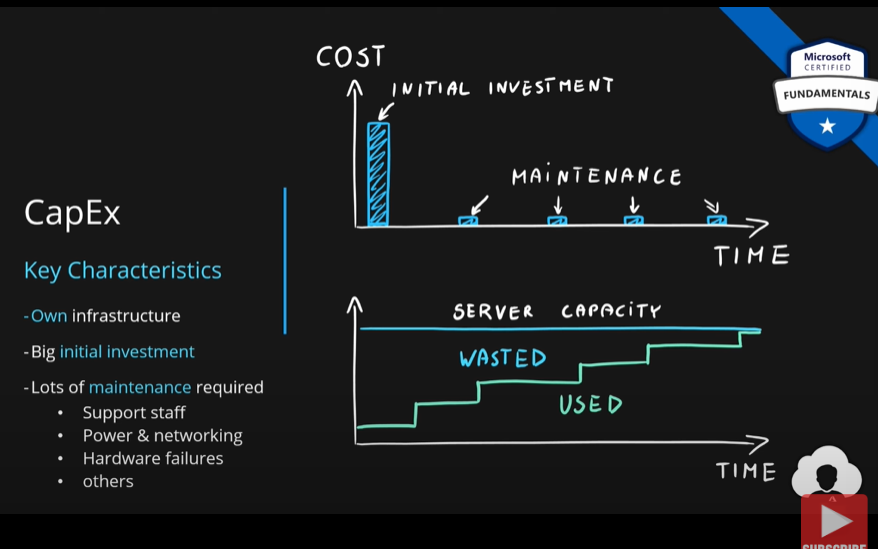 COST
INITIAL INVESTMENT
MAINTENANCE
TIME
Microsoft
CERTIFIED
FUNDAMENTALS
CapEx
Key Characteristics
-Own infrastructure
-Big initial investment
-Lots of maintenance required
• Support staff
• Power & networking
• Hardware failures
• others
SERVER CAPACITY
WASTED
USED
TIME
SUBSCRIBE